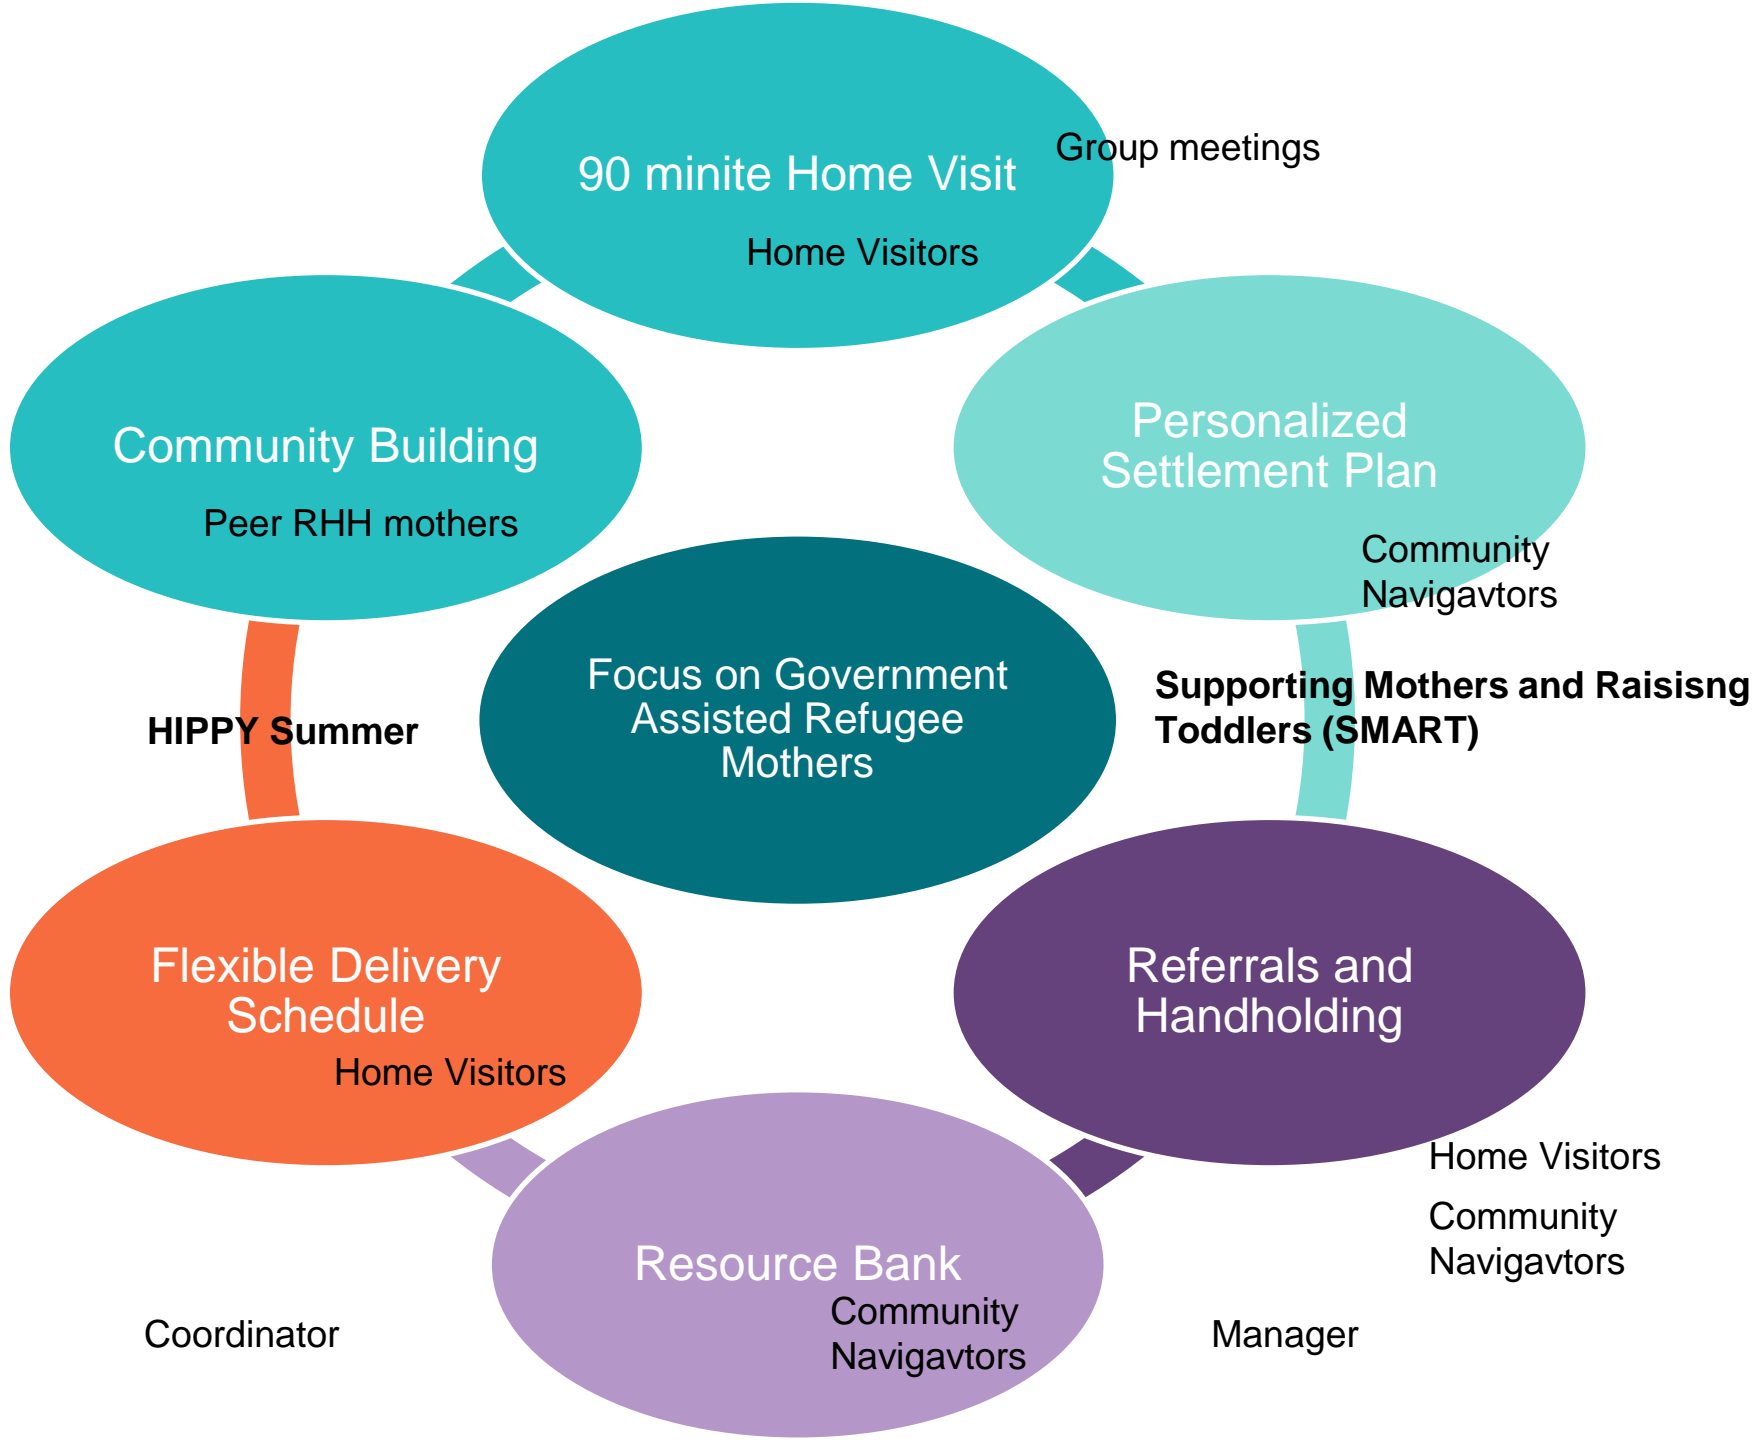 90 minite Home Visit
Home Visitors
Group meetings
Community Building
Peer RHH mothers
Personalized
Settlement Plan
Community
Navigavtors
HIPPY Summer
Focus on Government
Assisted Refugee
Mothers
Supporting Mothers and Raisisng
Toddlers (SMART)
Flexible Delivery
Schedule
Home Visitors
Referrals and
Handholding
Home Visitors
Community
Navigavtors
Resource Bank
Community
Navigavtors
Coordinator
Manager